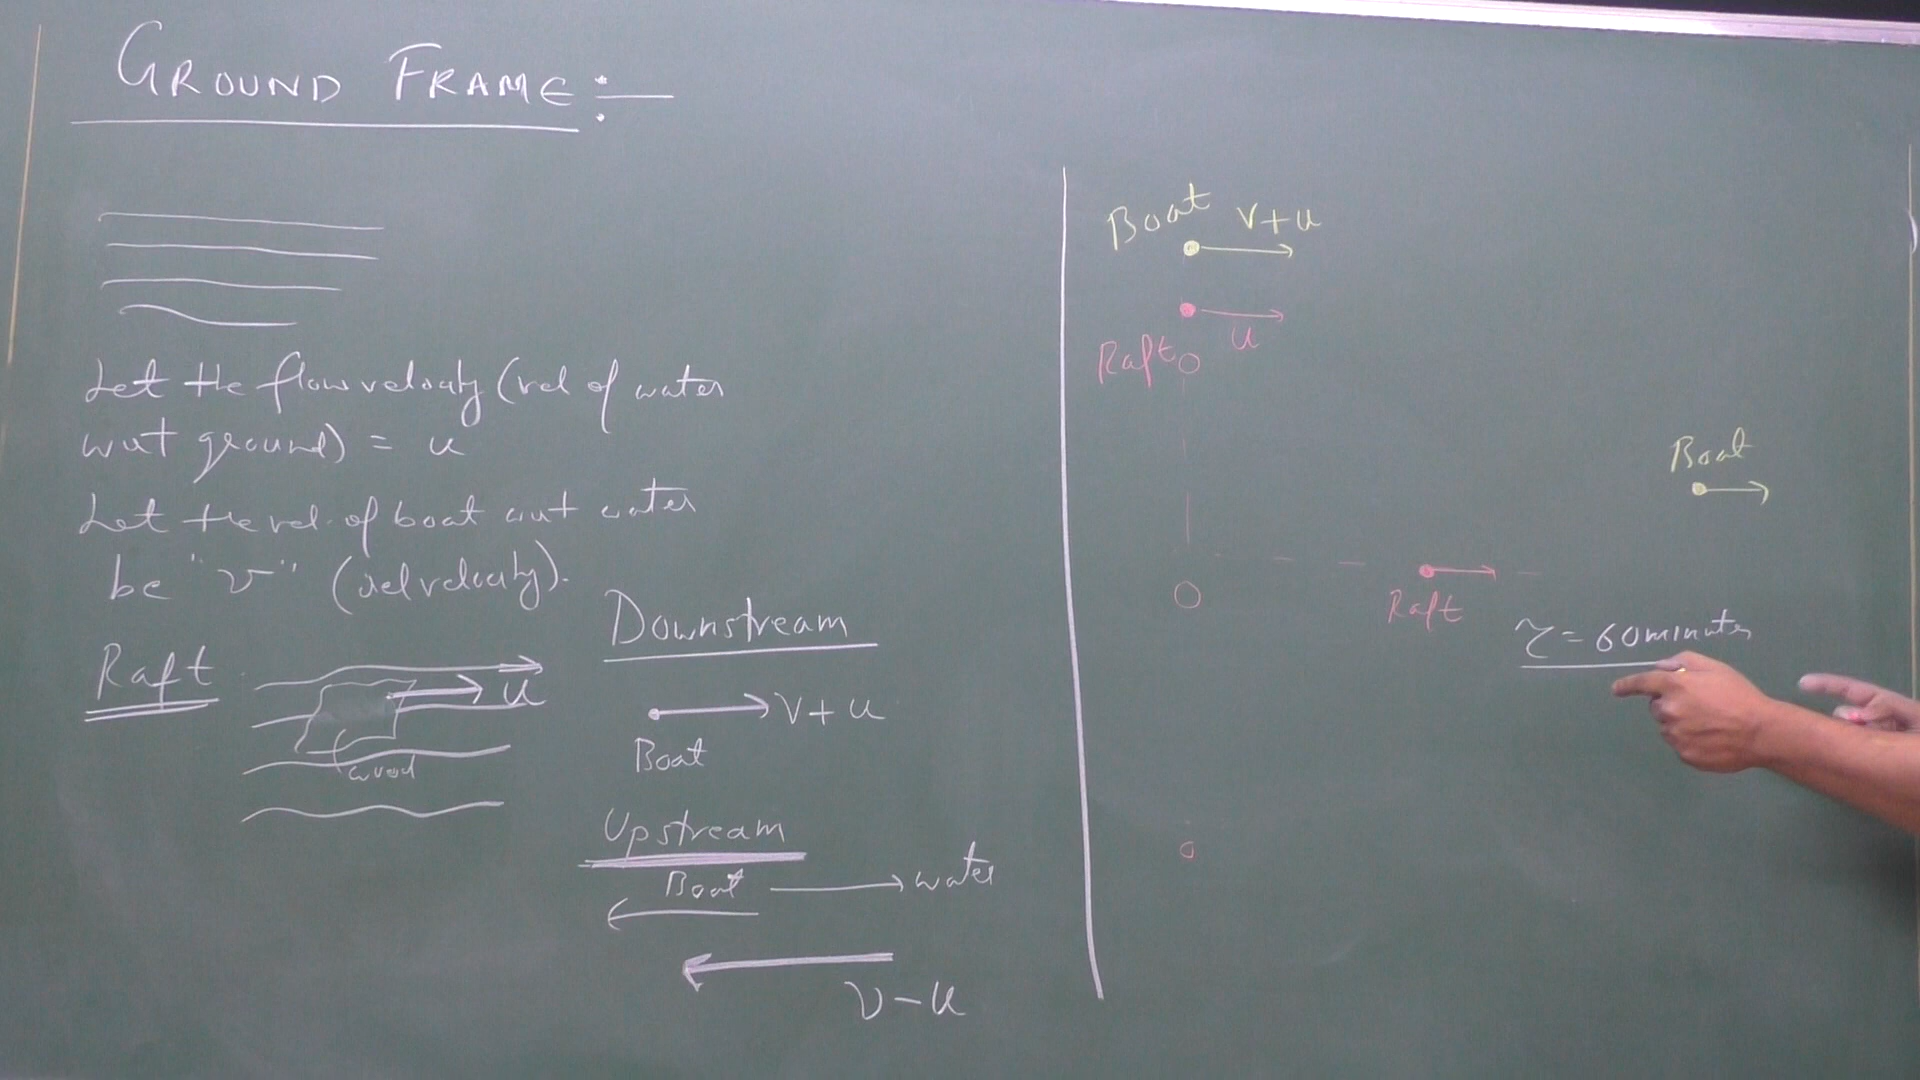 GROUND FRAME:—
Let the flow velocity (vel of water
wrt ground) = u
Let the vel. of boat wrt water
be "v" (rel velocity).
Raft
u
wood
Downstream
v+u
Boat
Upstream
Boat
water
v-u
Boat v+u
u
Raft O
Boat
O
Raft
τ = 60 minutes
O